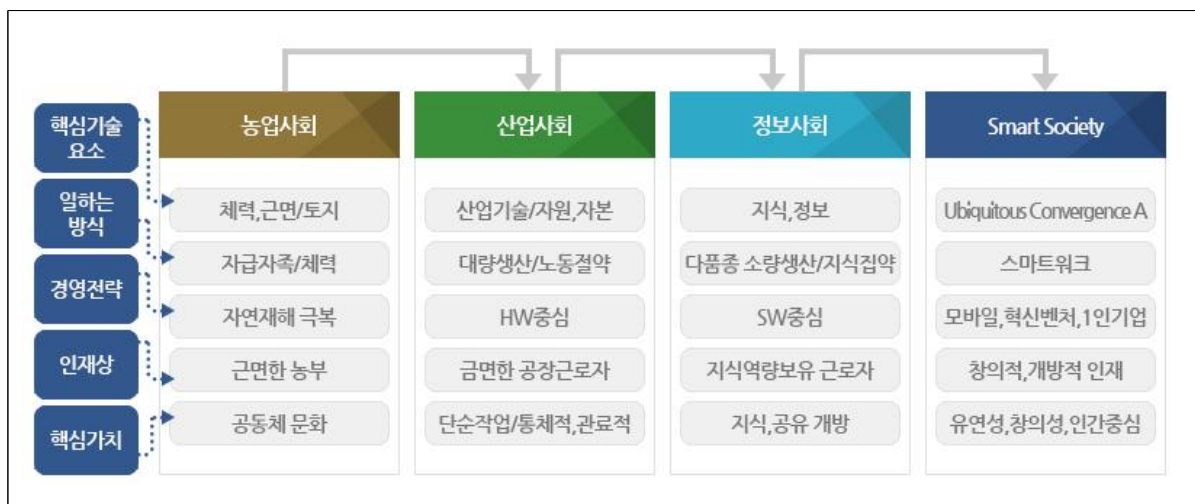 농업사회
산업사회
정보사회
Smart Society
핵심기술
요소
일하는
방식
경영전략
인재상
핵심가치
체력,근면/토지
산업기술/자원,자본
지식,정보
Ubiquitous Convergence A
자급자족/체력
대량생산/노동절약
다품종 소량생산/지식집약
스마트워크
자연재해 극복
HW중심
SW중심
모바일,혁신벤처,1인기업
근면한 농부
금면한 공장근로자
지식역량보유 근로자
창의적,개방적 인재
공동체 문화
단순작업/통체적,관료적
지식,공유 개방
유연성,창의성,인간중심